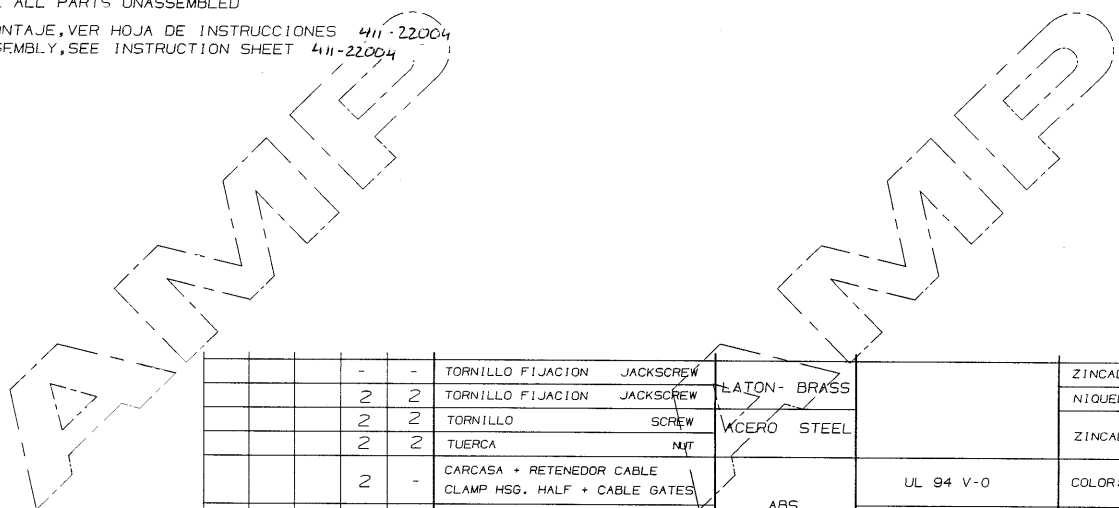 ALL PARTS UNASSEMBLED
NTAJE, VER HOJA DE INSTRUCCIONES 411-22004
SEMBLY, SEE INSTRUCTION SHEET 411-22004
AMP AMP
- - TORNILLO FIJACION JACKSCREW LATON- BRASS ZINCAD
2 2 TORNILLO FIJACION JACKSCREW NIQUEL
2 2 TORNILLO SCREW ACERO STEEL ZINCAD
2 2 TUERCA NUT
2 - CARCASA + RETENEDOR CABLE
CLAMP HSG. HALF + CABLE GATES ABS UL 94 V-0 COLOR: